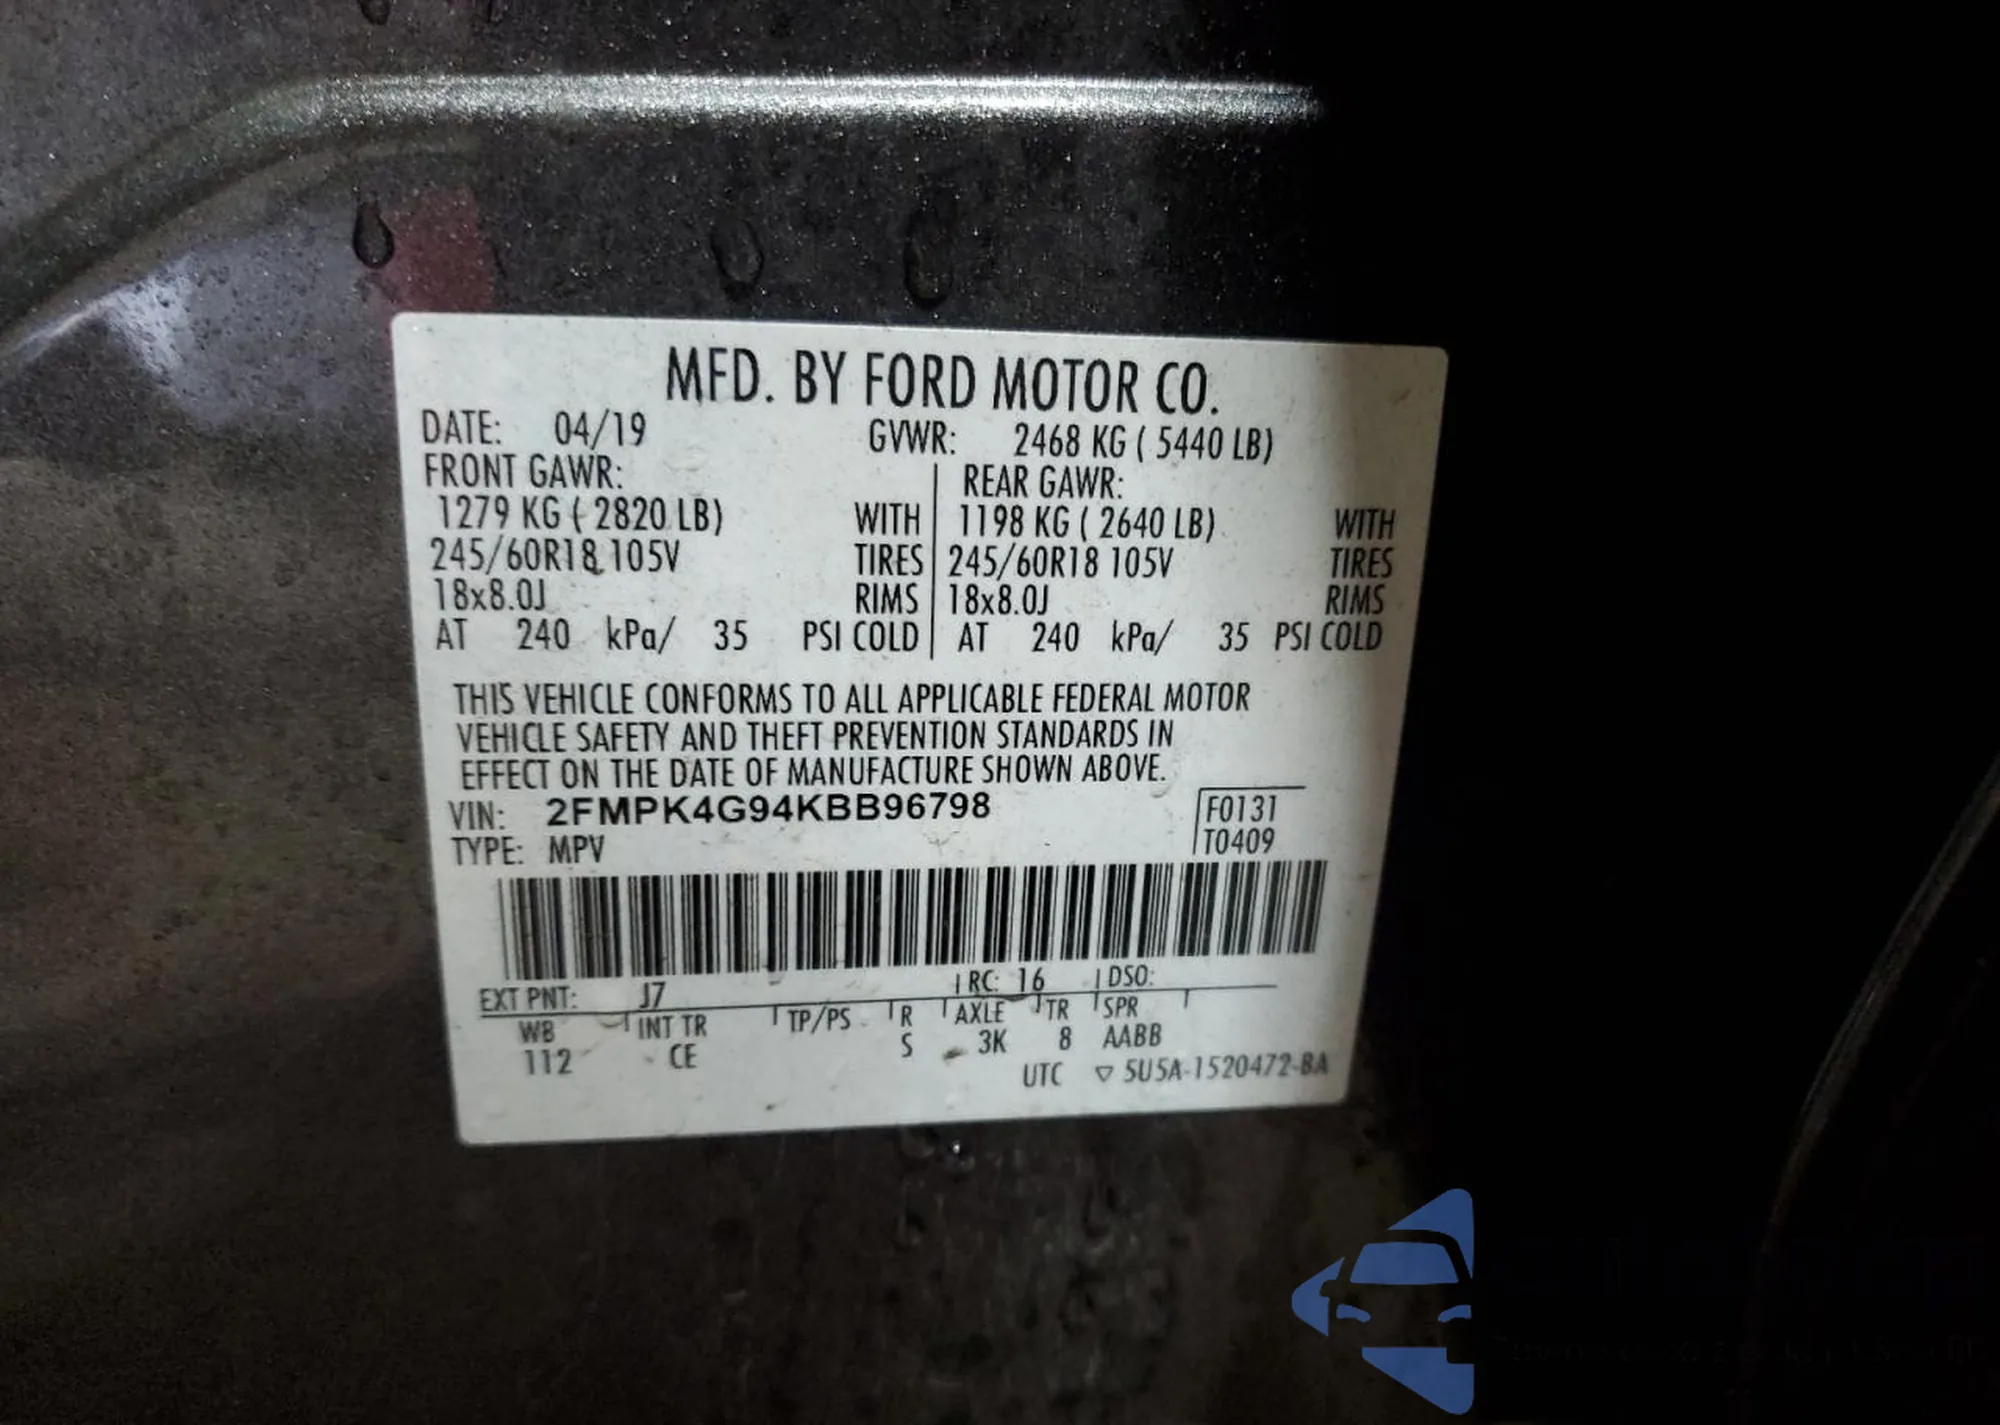 MFD. BY FORD MOTOR CO.
DATE: 04/19 GVWR: 2468 KG ( 5440 LB)
FRONT GAWR: REAR GAWR:
1279 KG ( 2820 LB) WITH 1198 KG ( 2640 LB) WITH
245/60R18 105V TIRES 245/60R18 105V TIRES
18x8.0J RIMS 18x8.0J RIMS
AT 240 kPa/ 35 PSI COLD AT 240 kPa/ 35 PSI COLD
THIS VEHICLE CONFORMS TO ALL APPLICABLE FEDERAL MOTOR
VEHICLE SAFETY AND THEFT PREVENTION STANDARDS IN
EFFECT ON THE DATE OF MANUFACTURE SHOWN ABOVE.
VIN: 2FMPK4G94KBB96798 F0131
TYPE: MPV T0409
EXT PNT: J7 RC: 16 DSO:
WB INT TR TP/PS R AXLE TR SPR
112 CE S 3K 8 AABB
UTC ▽ 5U5A-1520472-BA